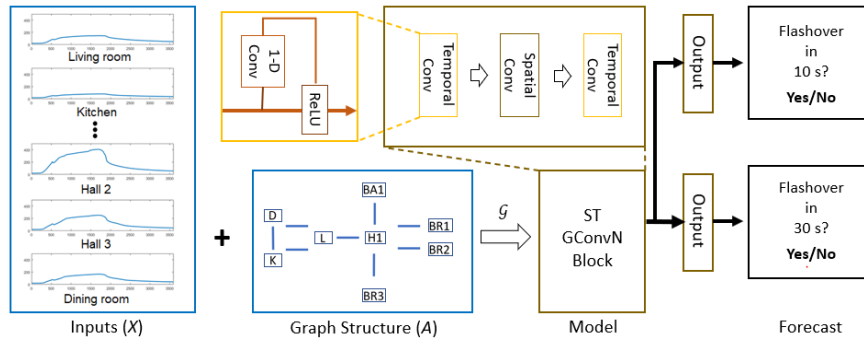 Living room
Kitchen
Hall 2
Hall 3
Dining room
Inputs (X)
+
1-D
Conv
ReLU
Temporal
Conv
Spatial
Conv
Temporal
Conv
BA1
D
L
H1
BR1
K
BR2
BR3
Graph Structure (A)
𝒢
ST
GConvN
Block
Model
Output
Output
Flashover
in
10 s?
Yes/No
Flashover
in
30 s?
Yes/No
Forecast